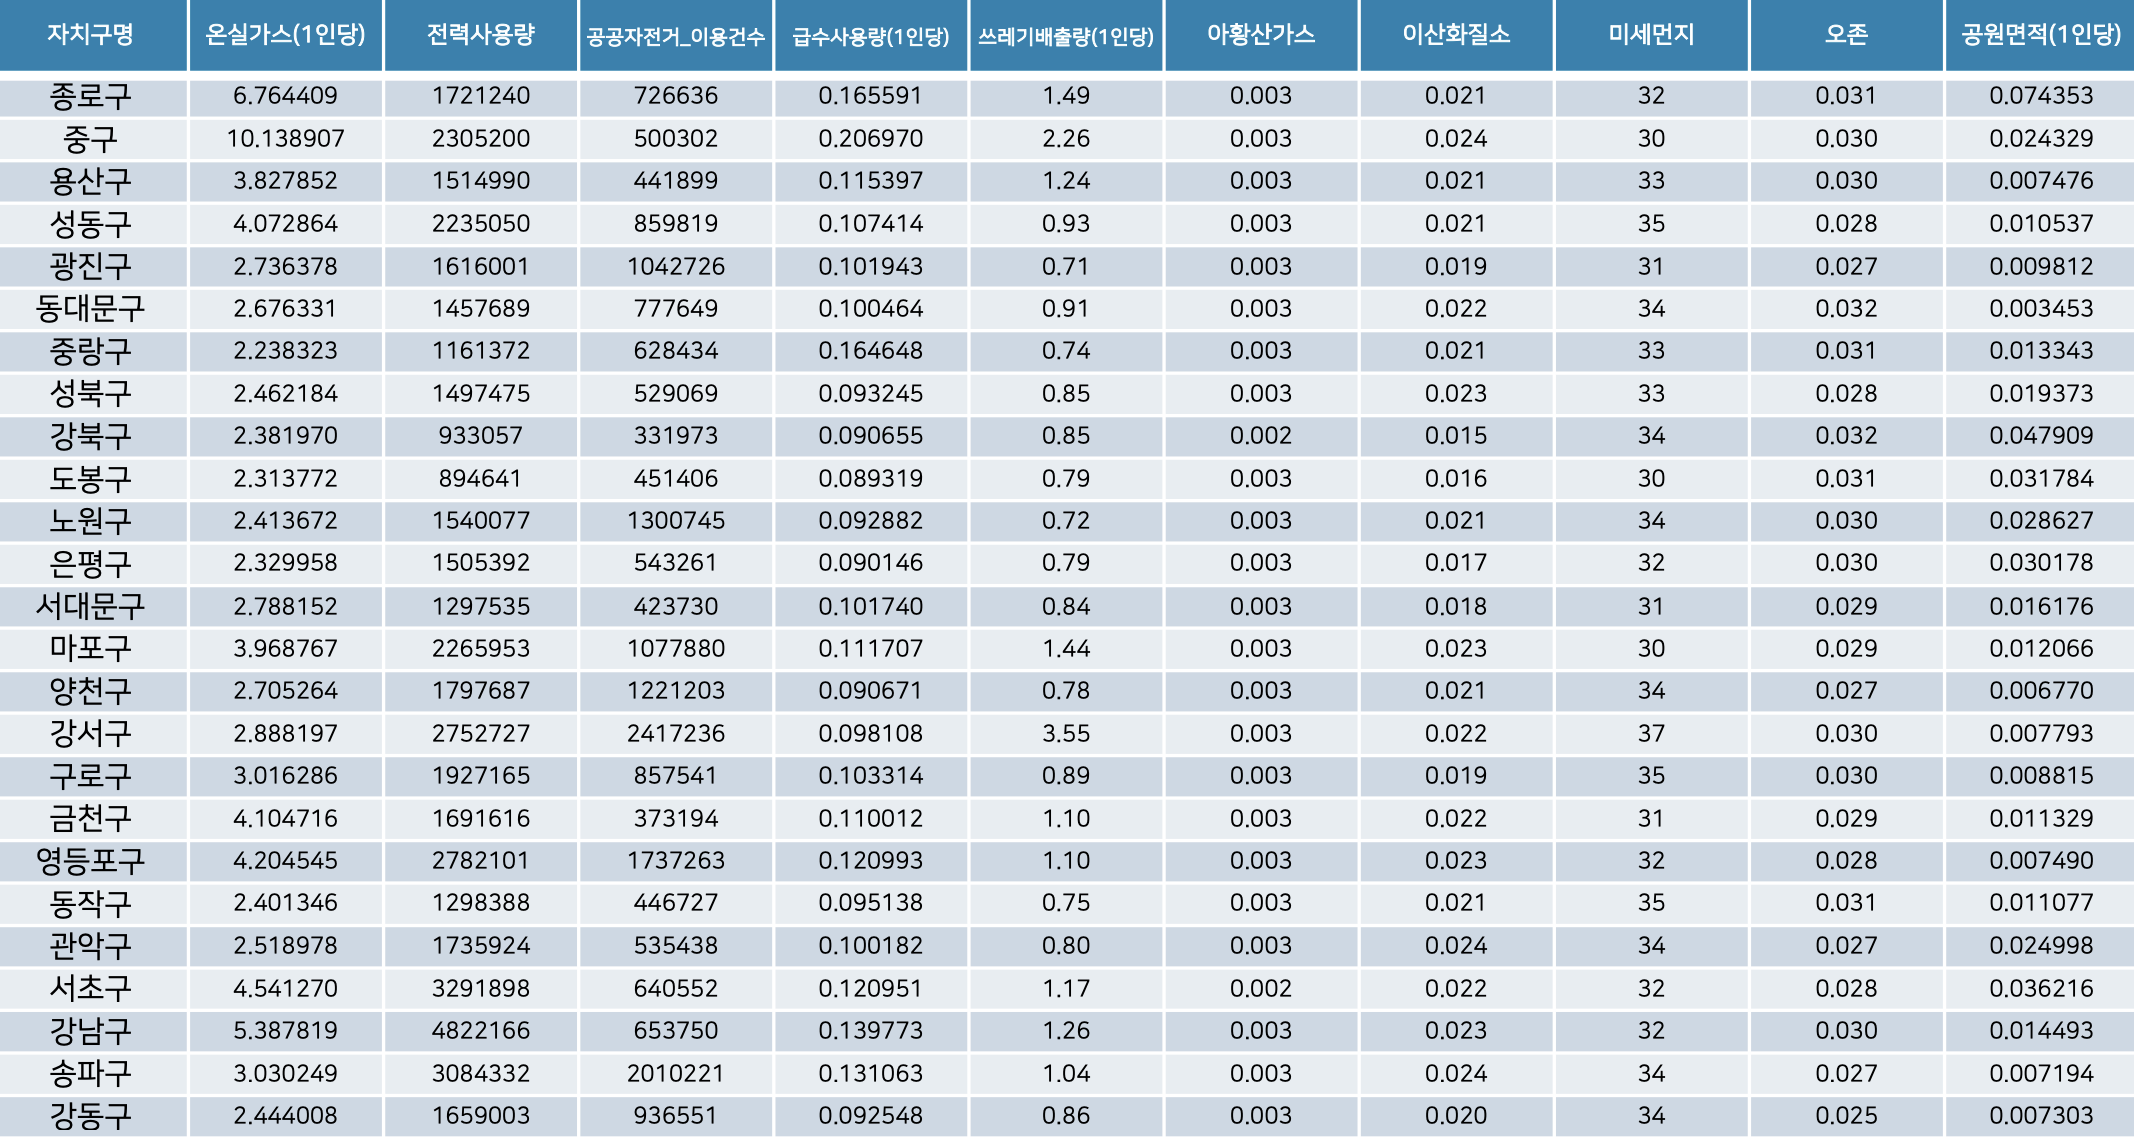 자치구명 온실가스(1인당) 전력사용량 공공자전거_이용건수 급수사용량(1인당) 쓰레기배출량(1인당) 아황산가스 이산화질소 미세먼지 오존 공원면적(1인당)
종로구 6.764409 1721240 726636 0.165591 1.49 0.003 0.021 32 0.031 0.074353
중구 10.138907 2305200 500302 0.206970 2.26 0.003 0.024 30 0.030 0.024329
용산구 3.827852 1514990 441899 0.115397 1.24 0.003 0.021 33 0.030 0.007476
성동구 4.072864 2235050 859819 0.107414 0.93 0.003 0.021 35 0.028 0.010537
광진구 2.736378 1616001 1042726 0.101943 0.71 0.003 0.019 31 0.027 0.009812
동대문구 2.676331 1457689 777649 0.100464 0.91 0.003 0.022 34 0.032 0.003453
중랑구 2.238323 1161372 628434 0.164648 0.74 0.003 0.021 33 0.031 0.013343
성북구 2.462184 1497475 529069 0.093245 0.85 0.003 0.023 33 0.028 0.019373
강북구 2.381970 933057 331973 0.090655 0.85 0.002 0.015 34 0.032 0.047909
도봉구 2.313772 894641 451406 0.089319 0.79 0.003 0.016 30 0.031 0.031784
노원구 2.413672 1540077 1300745 0.092882 0.72 0.003 0.021 34 0.030 0.028627
은평구 2.329958 1505392 543261 0.090146 0.79 0.003 0.017 32 0.030 0.030178
서대문구 2.788152 1297535 423730 0.101740 0.84 0.003 0.018 31 0.029 0.016176
마포구 3.968767 2265953 1077880 0.111707 1.44 0.003 0.023 30 0.029 0.012066
양천구 2.705264 1797687 1221203 0.090671 0.78 0.003 0.021 34 0.027 0.006770
강서구 2.888197 2752727 2417236 0.098108 3.55 0.003 0.022 37 0.030 0.007793
구로구 3.016286 1927165 857541 0.103314 0.89 0.003 0.019 35 0.030 0.008815
금천구 4.104716 1691616 373194 0.110012 1.10 0.003 0.022 31 0.029 0.011329
영등포구 4.204545 2782101 1737263 0.120993 1.10 0.003 0.023 32 0.028 0.007490
동작구 2.401346 1298388 446727 0.095138 0.75 0.003 0.021 35 0.031 0.011077
관악구 2.518978 1735924 535438 0.100182 0.80 0.003 0.024 34 0.027 0.024998
서초구 4.541270 3291898 640552 0.120951 1.17 0.002 0.022 32 0.028 0.036216
강남구 5.387819 4822166 653750 0.139773 1.26 0.003 0.023 32 0.030 0.014493
송파구 3.030249 3084332 2010221 0.131063 1.04 0.003 0.024 34 0.027 0.007194
강동구 2.444008 1659003 936551 0.092548 0.86 0.003 0.020 34 0.025 0.007303